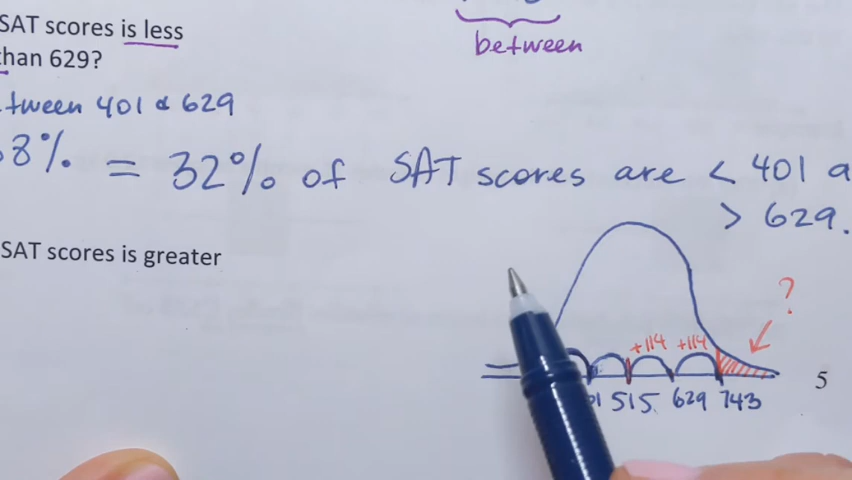 SAT scores is less
than 629?
between
tween 401 & 629
8% = 32% of SAT scores are < 401 a
> 629.
SAT scores is greater
?
+114 +114
01 515 629 743
5